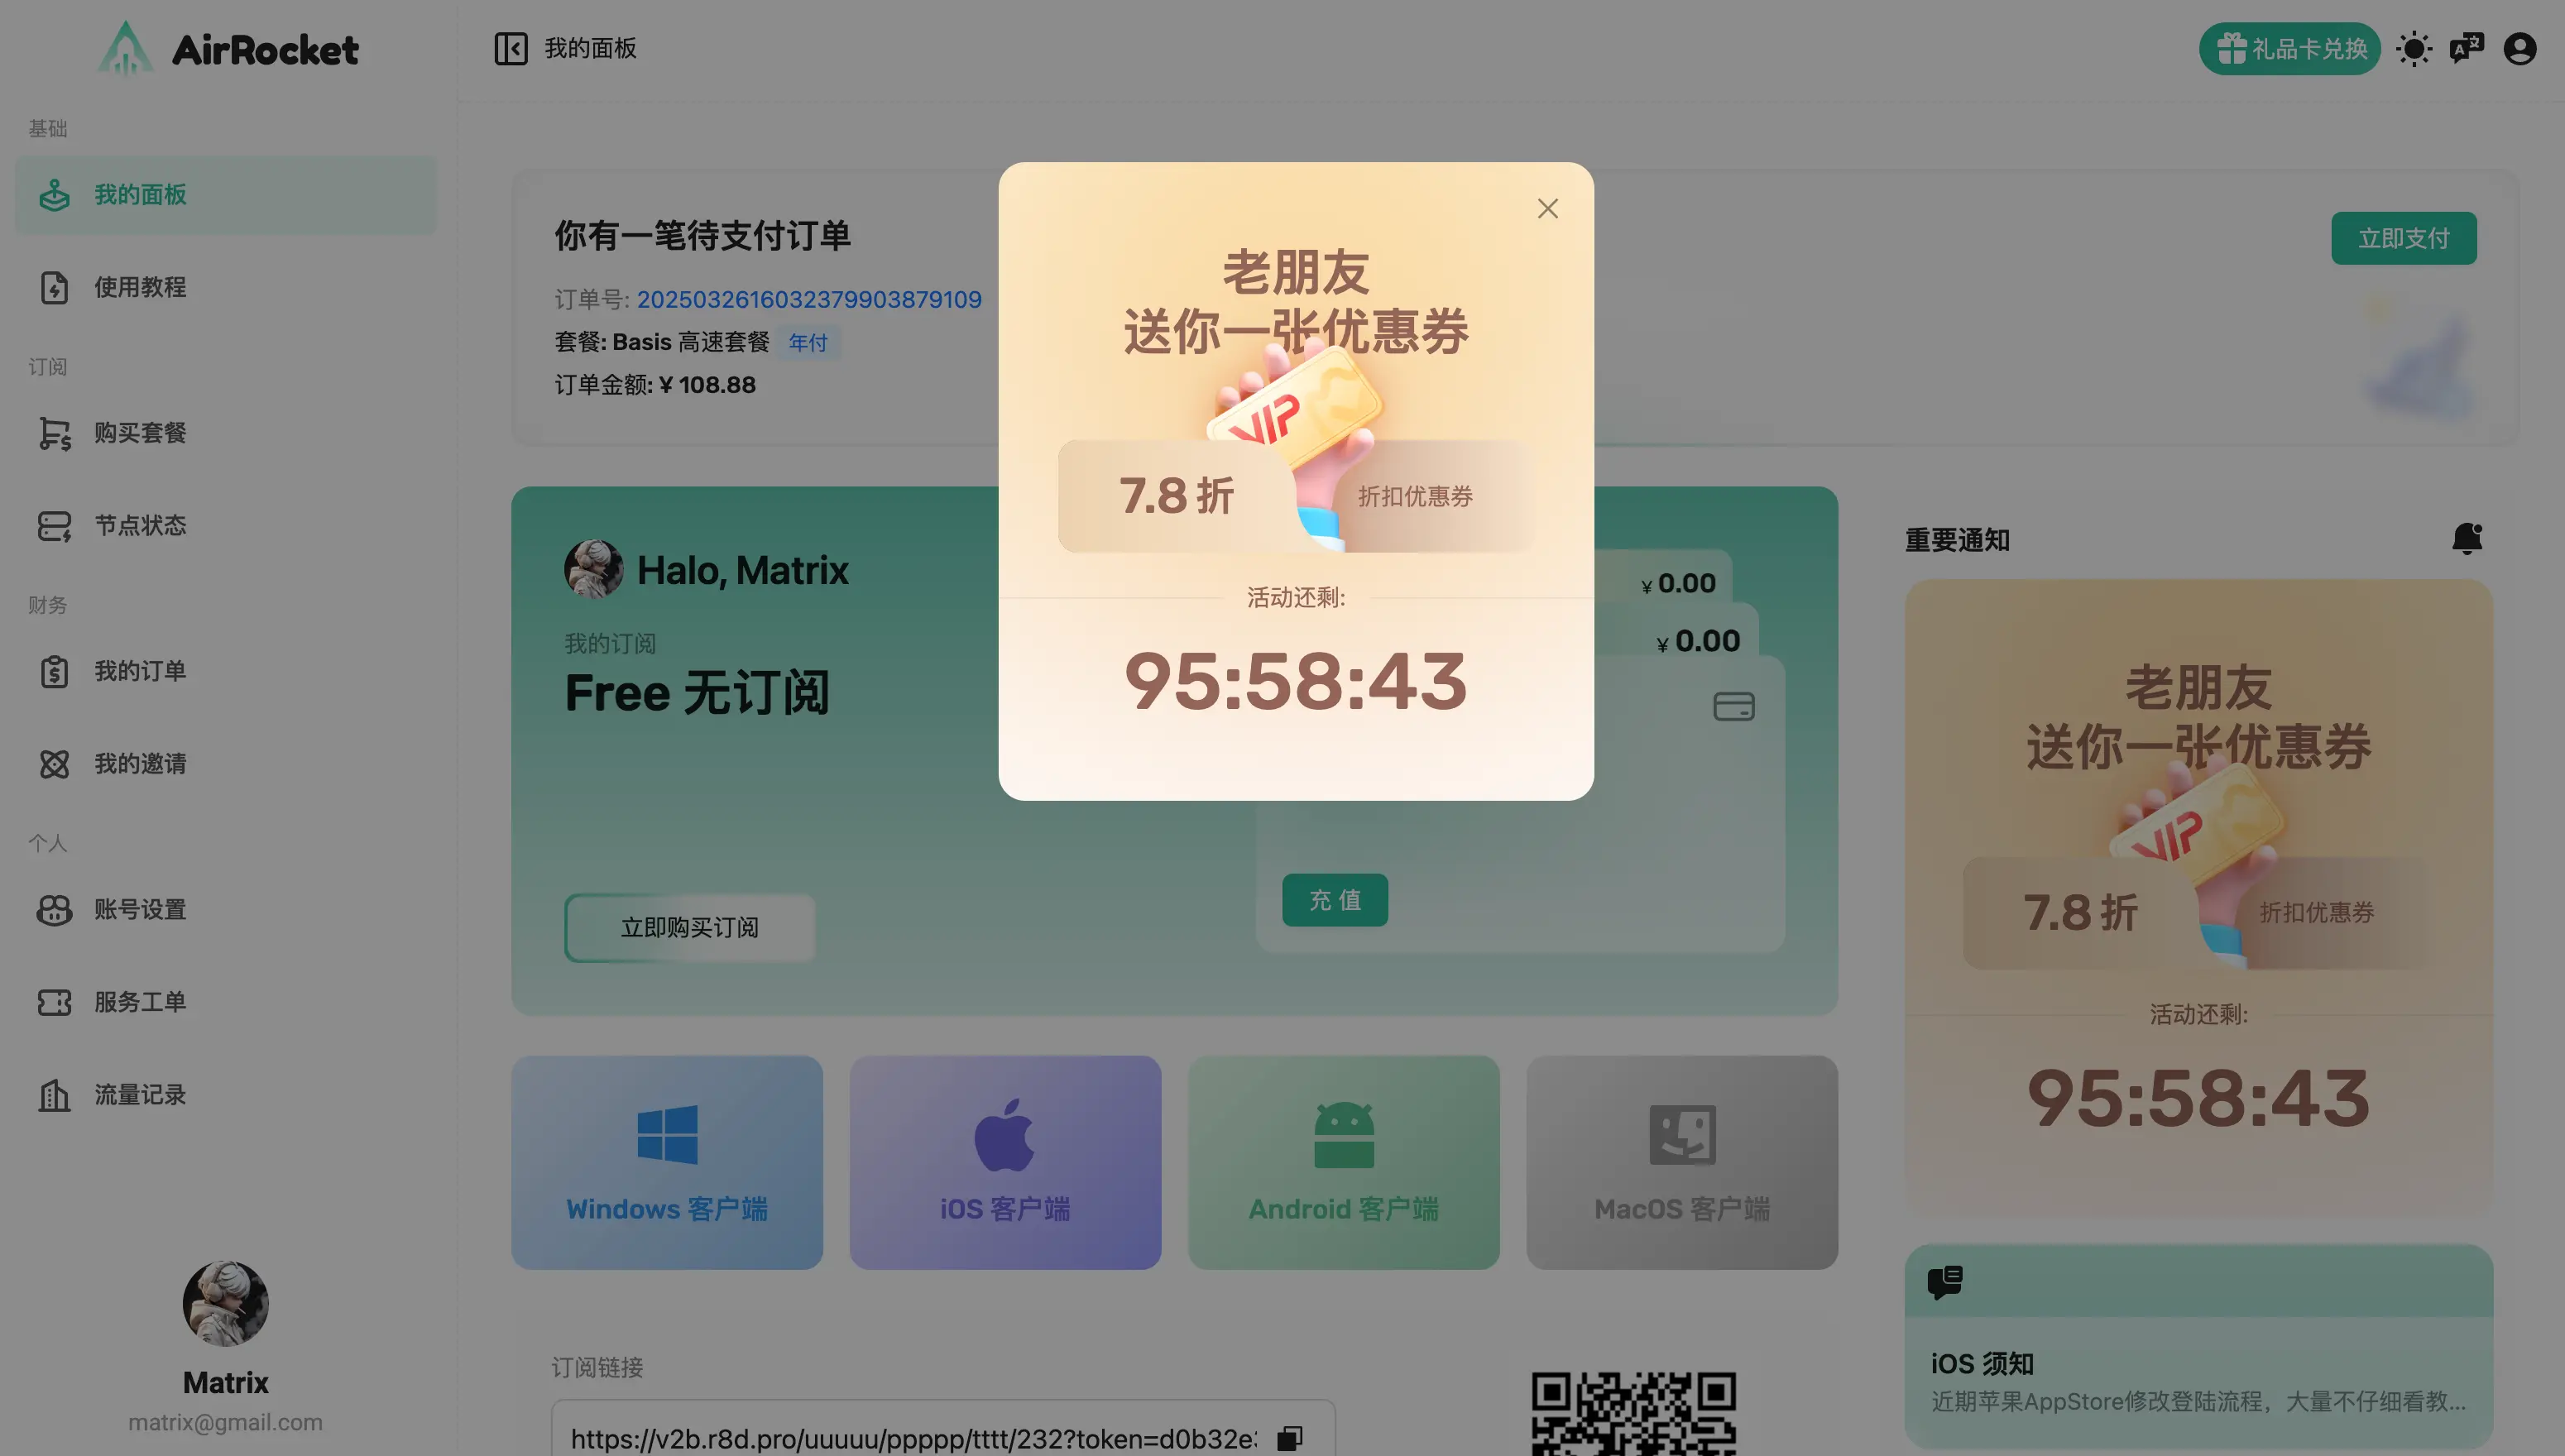 AirRocket
基础
我的面板
使用教程
订阅
购买套餐
节点状态
财务
我的订单
我的邀请
个人
账号设置
服务工单
流量记录
Matrix
matrix@gmail.com
我的面板
礼品卡兑换
你有一笔待支付订单
订单号: 2025032616032379903879109
套餐: Basis 高速套餐 年付
订单金额: ¥ 108.88
立即支付
老朋友
送你一张优惠券
VIP
7.8 折
折扣优惠券
活动还剩:
95:58:43
Halo, Matrix
我的订阅
Free 无订阅
立即购买订阅
¥ 0.00
¥ 0.00
充 值
Windows 客户端
iOS 客户端
Android 客户端
MacOS 客户端
订阅链接
https://v2b.r8d.pro/uuuuu/ppppp/tttt/232?token=d0b32e
重要通知
老朋友
送你一张优惠券
VIP
7.8 折
折扣优惠券
活动还剩:
95:58:43
iOS 须知
近期苹果AppStore修改登陆流程，大量不仔细看教...